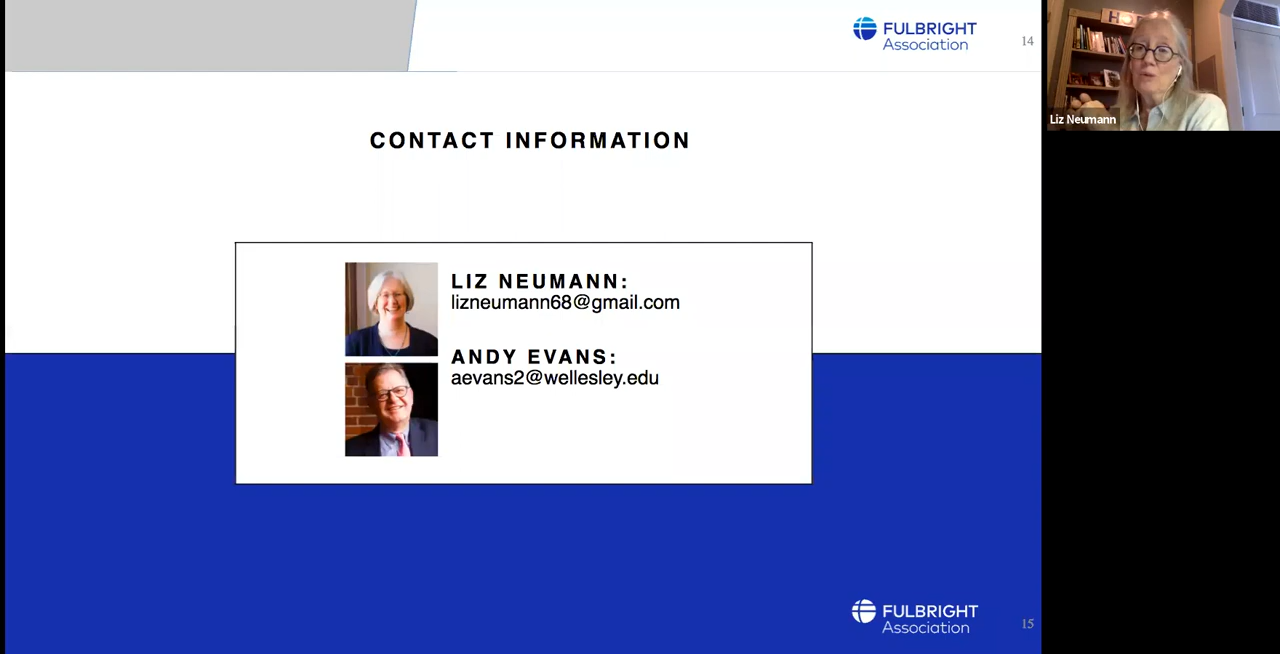 FULBRIGHT
Association
14
Liz Neumann
CONTACT INFORMATION
LIZ NEUMANN:
lizneumann68@gmail.com
ANDY EVANS:
aevans2@wellesley.edu
FULBRIGHT
Association
15